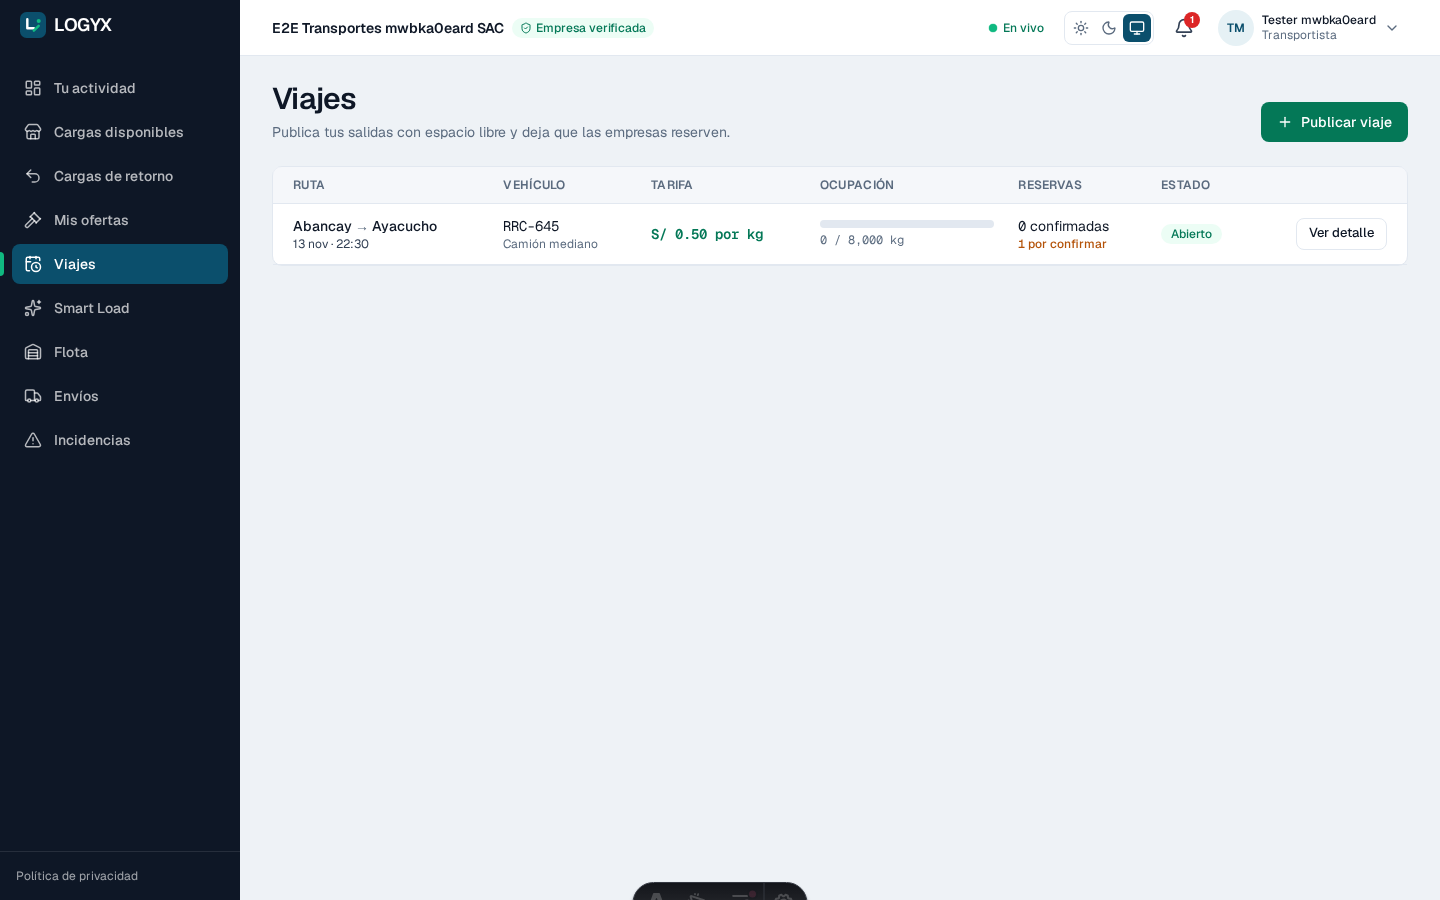 LOGYX
E2E Transportes mwbka0eard SAC
Empresa verificada
En vivo
1
TM
Tester mwbka0eard
Transportista
Tu actividad
Cargas disponibles
Cargas de retorno
Mis ofertas
Viajes
Smart Load
Flota
Envíos
Incidencias
Política de privacidad
Viajes
Publica tus salidas con espacio libre y deja que las empresas reserven.
+ Publicar viaje
RUTA VEHÍCULO TARIFA OCUPACIÓN RESERVAS ESTADO
Abancay → Ayacucho
13 nov · 22:30
RRC-645
Camión mediano
S/ 0.50 por kg
0 / 8,000 kg
0 confirmadas
1 por confirmar
Abierto
Ver detalle